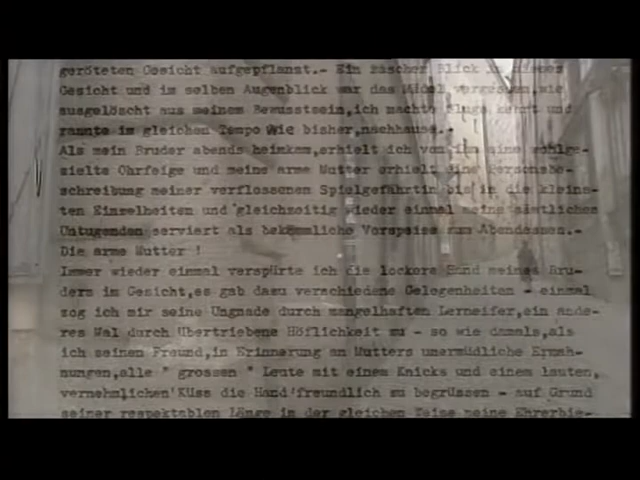 geröteten Gesicht aufgepflanzt.- Ein rascher Blick in dieses
Gesicht und im selben Augenblick war das Mädel vergessen, wie
ausgelöscht aus meinem Bewusstsein,ich machte flugs kehrt und
rannte im gleichen Tempo wie bisher,nachhause.-
Als mein Bruder abends heimkam,erhielt ich von ihm eine wohlge-
zielte Ohrfeige und meine arme Mutter erhielt eine Personsbe-
schreibung meiner verflossenen Spielgefährtin bis in die kleins-
ten Einzelheiten und gleichzeitig wieder einmal meine sämtlichen
Untugenden serviert als bekömmliche Vorspeise zum Abendessen.-
Die arme Mutter !
Immer wieder einmal verspürte ich die lockere Hand meines Bru-
ders im Gesicht,es gab dazu verschiedene Gelegenheiten - einmal
zog ich mir seine Ungnade durch mangelhaften Lerneifer,ein ande-
res Mal durch übertriebene Höflichkeit zu - so wie damals,als
ich seinen Freund,in Erinnerung an Mutters unermüdliche Ermah-
nungen,alle " grossen " Leute mit einem Knicks und einem lauten,
vernehmlichen'Küss die Hand'freundlich zu begrüssen - auf Grund
seiner respektablen Länge in der gleichen Weise meine Ehrerbie-